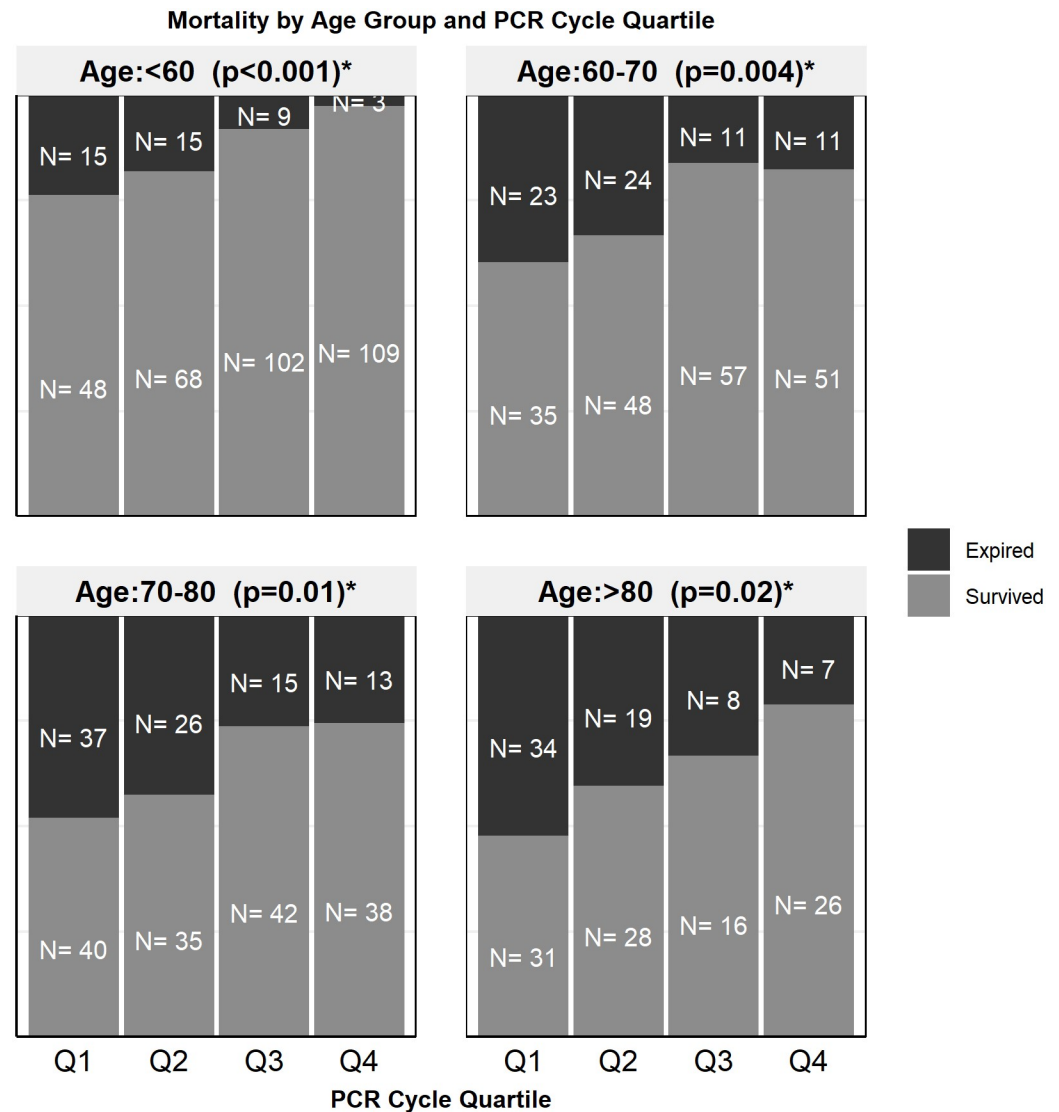 Mortality by Age Group and PCR Cycle Quartile
Age:<60 (p<0.001)*
N= 15
N= 15
N= 9
N= 3
N= 48
N= 68
N= 102
N= 109
Age:60-70 (p=0.004)*
N= 23
N= 24
N= 11
N= 11
N= 35
N= 48
N= 57
N= 51
Expired
Survived
Age:70-80 (p=0.01)*
N= 37
N= 26
N= 15
N= 13
N= 40
N= 35
N= 42
N= 38
Age:>80 (p=0.02)*
N= 34
N= 19
N= 8
N= 7
N= 31
N= 28
N= 16
N= 26
Q1 Q2 Q3 Q4
Q1 Q2 Q3 Q4
PCR Cycle Quartile